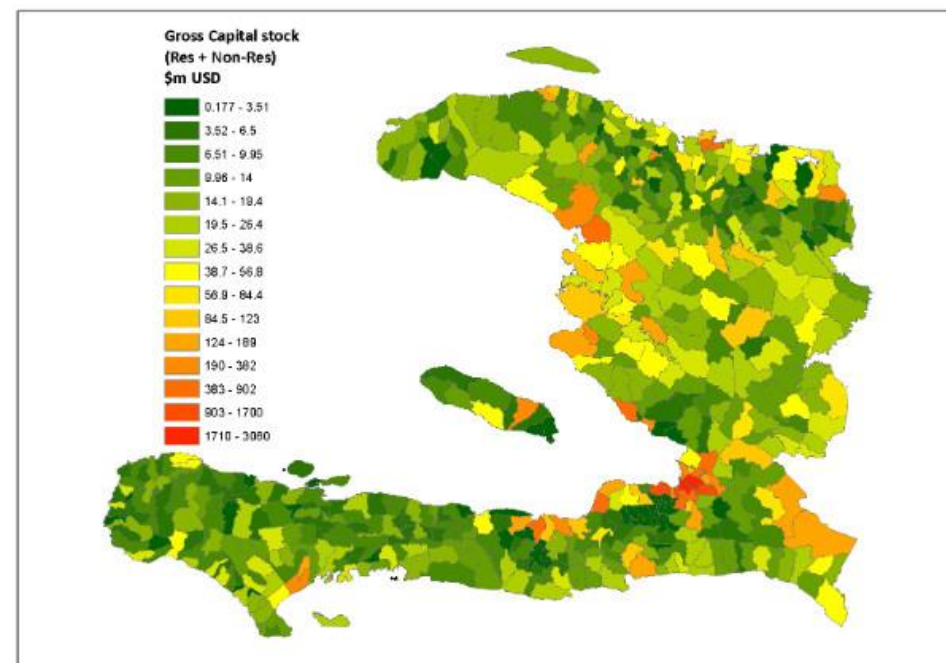 Gross Capital stock
(Res + Non-Res)
$m USD
0.177 - 3.51
3.52 - 6.5
6.51 - 9.95
9.96 - 14
14.1 - 19.4
19.5 - 26.4
26.5 - 38.6
38.7 - 56.8
56.9 - 84.4
84.5 - 123
124 - 189
190 - 382
383 - 902
903 - 1700
1710 - 3060